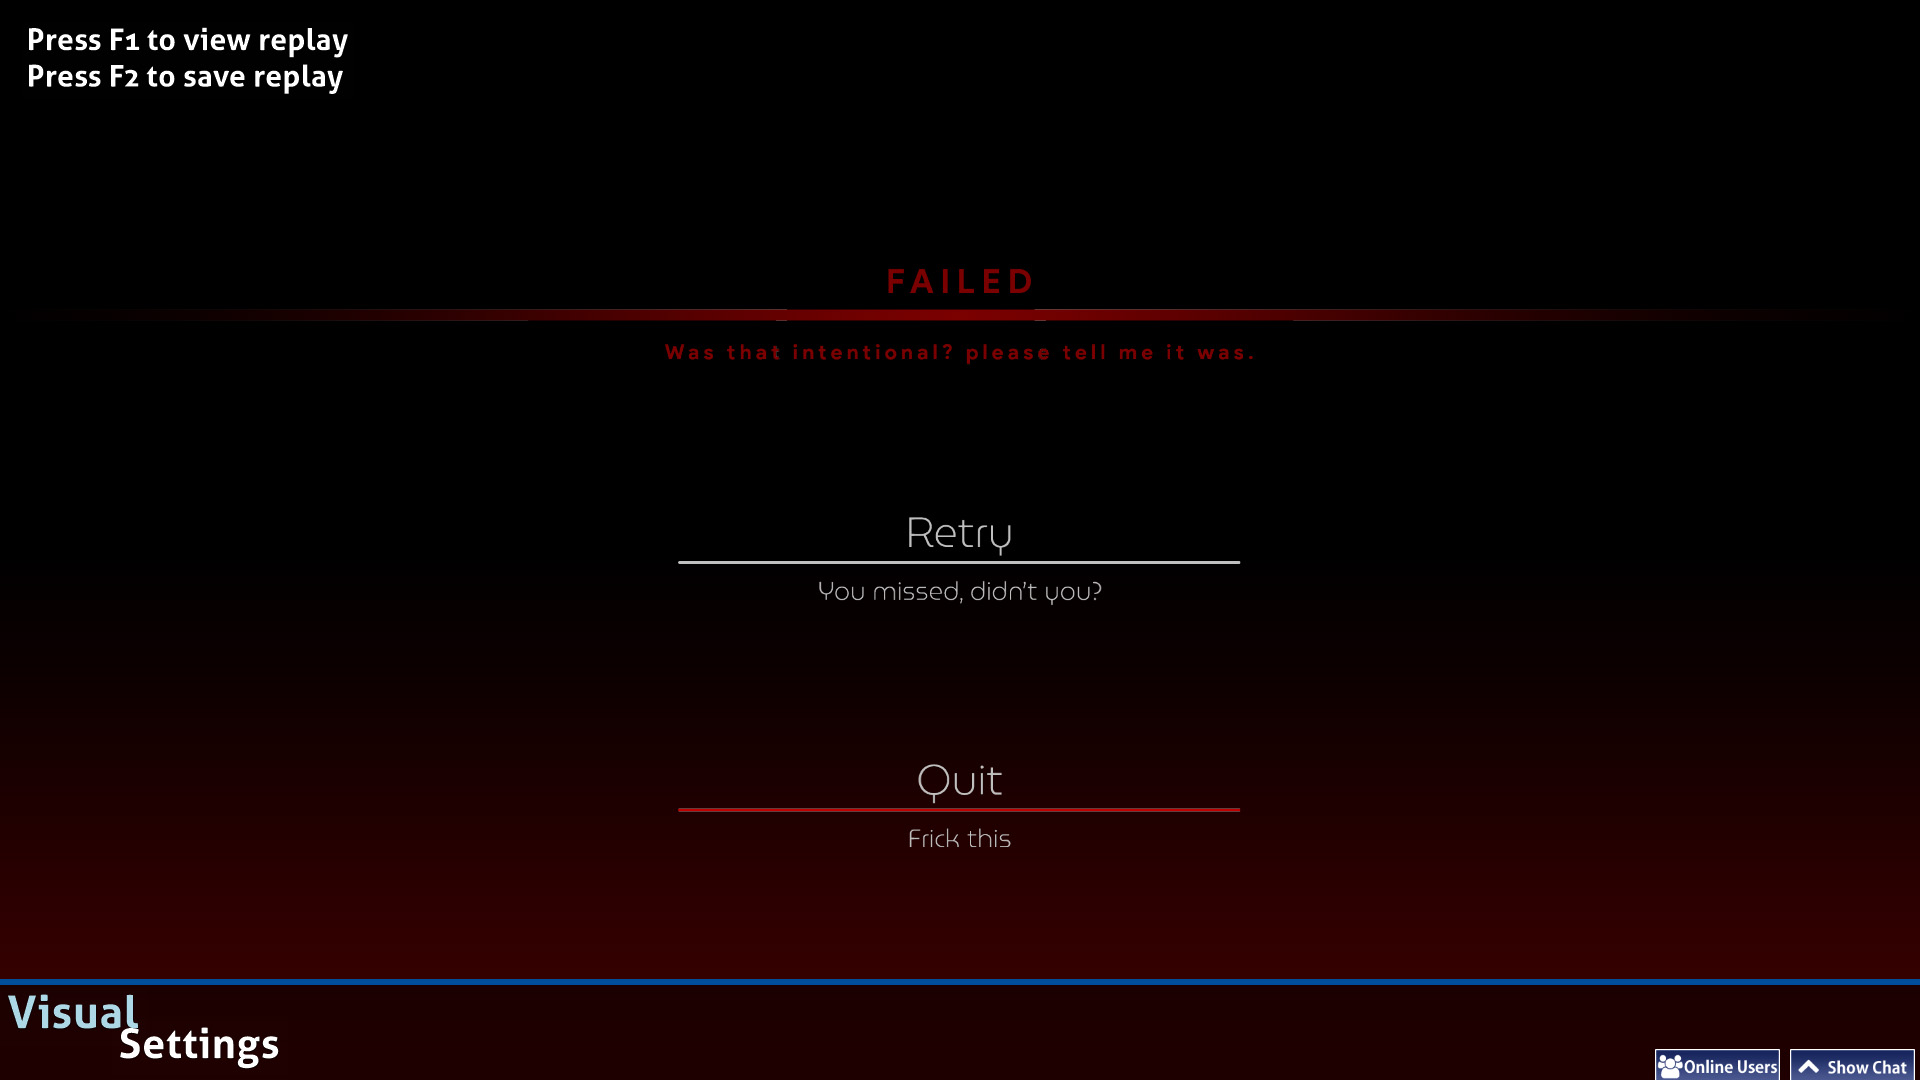 Press F1 to view replay
Press F2 to save replay
FAILED
Was that intentional? please tell me it was.
Retry
You missed, didn't you?
Quit
Frick this
Visual
Settings
Online Users
Show Chat